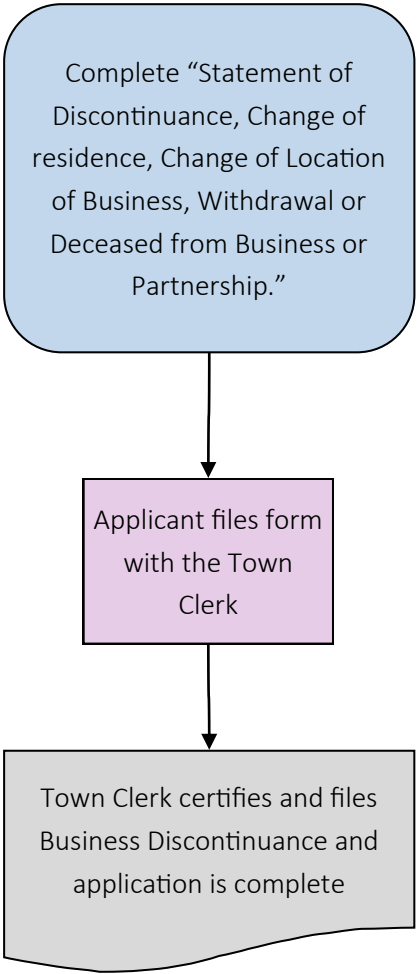 Complete “Statement of
Discontinuance, Change of
residence, Change of Location
of Business, Withdrawal or
Deceased from Business or
Partnership.”
Applicant files form
with the Town
Clerk
Town Clerk certifies and files
Business Discontinuance and
application is complete